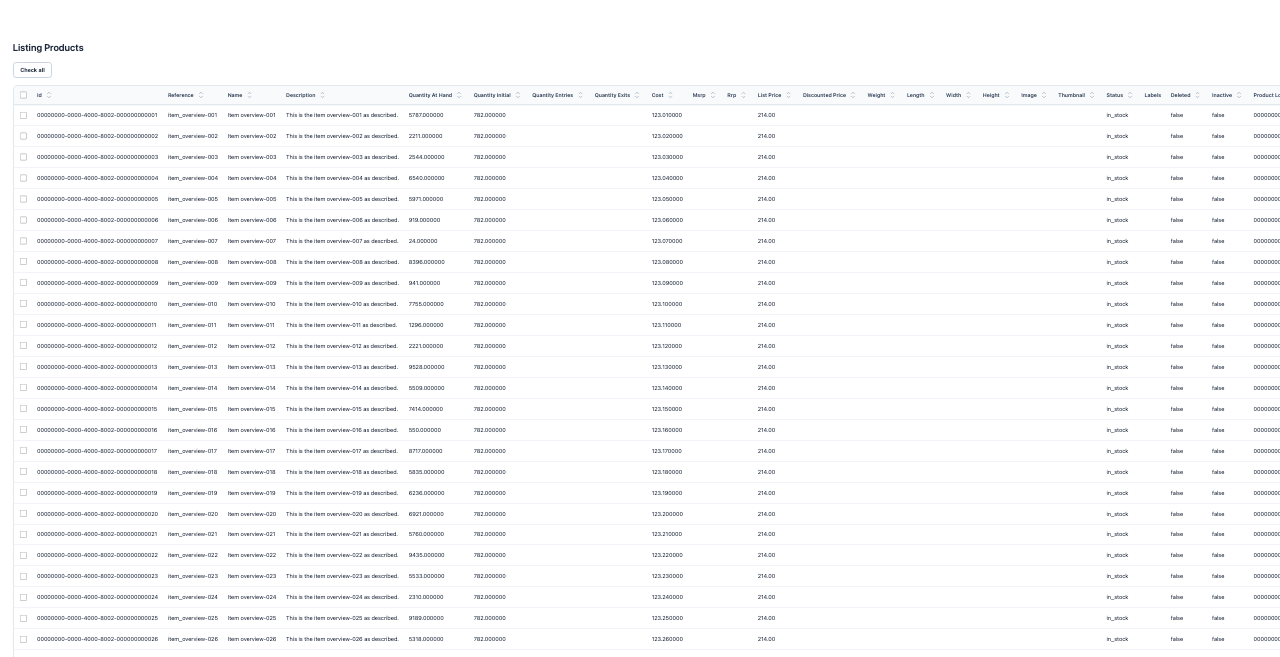 Listing Products
Check all
Id Reference Name Description Quantity At Hand Quantity Initial Quantity Entries Quantity Exits Cost Msrp Rrp List Price Discounted Price Weight Length Width Height Image Thumbnail Status Labels Deleted Inactive
00000000-0000-4000-8002-000000000001 item_overview-001 Item overview-001 This is the item overview-001 as described. 5787.000000 782.000000 123.010000 214.00 in_stock false false
00000000-0000-4000-8002-000000000002 item_overview-002 Item overview-002 This is the item overview-002 as described. 2211.000000 782.000000 123.020000 214.00 in_stock false false
00000000-0000-4000-8002-000000000003 item_overview-003 Item overview-003 This is the item overview-003 as described. 2544.000000 782.000000 123.030000 214.00 in_stock false false
00000000-0000-4000-8002-000000000004 item_overview-004 Item overview-004 This is the item overview-004 as described. 6540.000000 782.000000 123.040000 214.00 in_stock false false
00000000-0000-4000-8002-000000000005 item_overview-005 Item overview-005 This is the item overview-005 as described. 5971.000000 782.000000 123.050000 214.00 in_stock false false
00000000-0000-4000-8002-000000000006 item_overview-006 Item overview-006 This is the item overview-006 as described. 919.000000 782.000000 123.060000 214.00 in_stock false false
00000000-0000-4000-8002-000000000007 item_overview-007 Item overview-007 This is the item overview-007 as described. 24.000000 782.000000 123.070000 214.00 in_stock false false
00000000-0000-4000-8002-000000000008 item_overview-008 Item overview-008 This is the item overview-008 as described. 8396.000000 782.000000 123.080000 214.00 in_stock false false
00000000-0000-4000-8002-000000000009 item_overview-009 Item overview-009 This is the item overview-009 as described. 941.000000 782.000000 123.090000 214.00 in_stock false false
00000000-0000-4000-8002-000000000010 item_overview-010 Item overview-010 This is the item overview-010 as described. 7755.000000 782.000000 123.100000 214.00 in_stock false false
00000000-0000-4000-8002-000000000011 item_overview-011 Item overview-011 This is the item overview-011 as described. 1296.000000 782.000000 123.110000 214.00 in_stock false false
00000000-0000-4000-8002-000000000012 item_overview-012 Item overview-012 This is the item overview-012 as described. 2221.000000 782.000000 123.120000 214.00 in_stock false false
00000000-0000-4000-8002-000000000013 item_overview-013 Item overview-013 This is the item overview-013 as described. 9528.000000 782.000000 123.130000 214.00 in_stock false false
00000000-0000-4000-8002-000000000014 item_overview-014 Item overview-014 This is the item overview-014 as described. 5509.000000 782.000000 123.140000 214.00 in_stock false false
00000000-0000-4000-8002-000000000015 item_overview-015 Item overview-015 This is the item overview-015 as described. 7414.000000 782.000000 123.150000 214.00 in_stock false false
00000000-0000-4000-8002-000000000016 item_overview-016 Item overview-016 This is the item overview-016 as described. 550.000000 782.000000 123.160000 214.00 in_stock false false
00000000-0000-4000-8002-000000000017 item_overview-017 Item overview-017 This is the item overview-017 as described. 8717.000000 782.000000 123.170000 214.00 in_stock false false
00000000-0000-4000-8002-000000000018 item_overview-018 Item overview-018 This is the item overview-018 as described. 5835.000000 782.000000 123.180000 214.00 in_stock false false
00000000-0000-4000-8002-000000000019 item_overview-019 Item overview-019 This is the item overview-019 as described. 6236.000000 782.000000 123.190000 214.00 in_stock false false
00000000-0000-4000-8002-000000000020 item_overview-020 Item overview-020 This is the item overview-020 as described. 6921.000000 782.000000 123.200000 214.00 in_stock false false
00000000-0000-4000-8002-000000000021 item_overview-021 Item overview-021 This is the item overview-021 as described. 5760.000000 782.000000 123.210000 214.00 in_stock false false
00000000-0000-4000-8002-000000000022 item_overview-022 Item overview-022 This is the item overview-022 as described. 9435.000000 782.000000 123.220000 214.00 in_stock false false
00000000-0000-4000-8002-000000000023 item_overview-023 Item overview-023 This is the item overview-023 as described. 5533.000000 782.000000 123.230000 214.00 in_stock false false
00000000-0000-4000-8002-000000000024 item_overview-024 Item overview-024 This is the item overview-024 as described. 2310.000000 782.000000 123.240000 214.00 in_stock false false
00000000-0000-4000-8002-000000000025 item_overview-025 Item overview-025 This is the item overview-025 as described. 9189.000000 782.000000 123.250000 214.00 in_stock false false
00000000-0000-4000-8002-000000000026 item_overview-026 Item overview-026 This is the item overview-026 as described. 5318.000000 782.000000 123.260000 214.00 in_stock false false